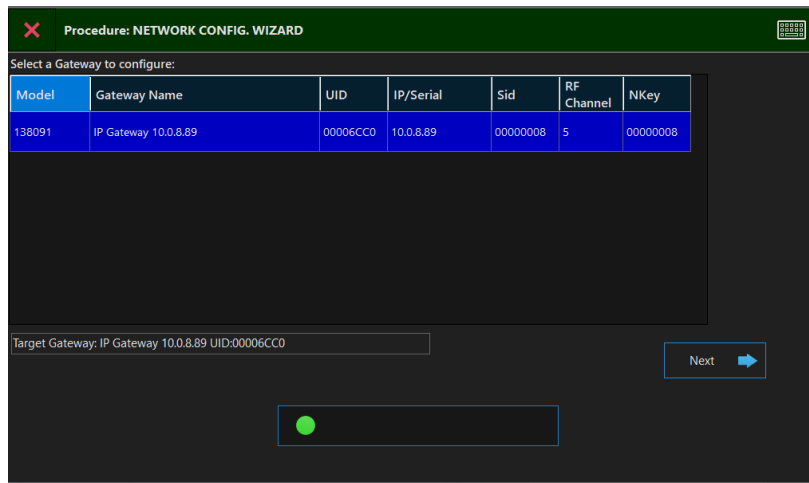 Procedure: NETWORK CONFIG. WIZARD
Select a Gateway to configure:
Model Gateway Name UID IP/Serial Sid RF Channel NKey
138091 IP Gateway 10.0.8.89 00006CC0 10.0.8.89 00000008 5 00000008
Target Gateway: IP Gateway 10.0.8.89 UID:00006CC0
Next